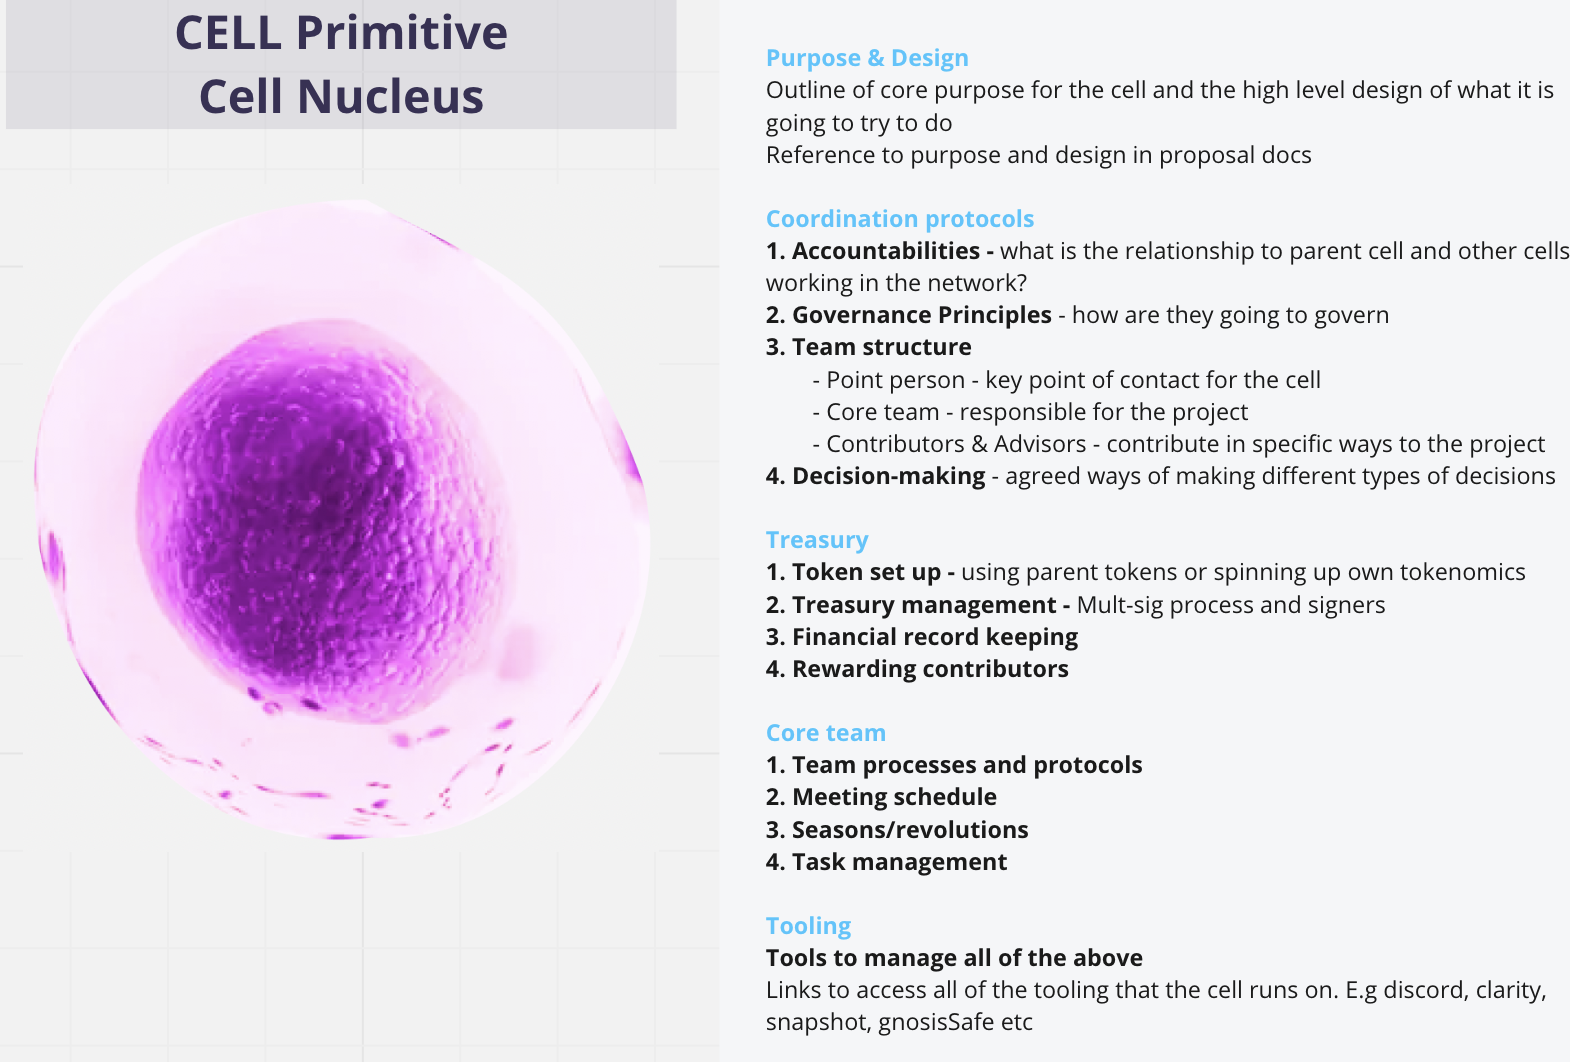 CELL Primitive
Cell Nucleus
Purpose & Design
Outline of core purpose for the cell and the high level design of what it is
going to try to do
Reference to purpose and design in proposal docs
Coordination protocols
1. Accountabilities - what is the relationship to parent cell and other cells
working in the network?
2. Governance Principles - how are they going to govern
3. Team structure
- Point person - key point of contact for the cell
- Core team - responsible for the project
- Contributors & Advisors - contribute in specific ways to the project
4. Decision-making - agreed ways of making different types of decisions
Treasury
1. Token set up - using parent tokens or spinning up own tokenomics
2. Treasury management - Mult-sig process and signers
3. Financial record keeping
4. Rewarding contributors
Core team
1. Team processes and protocols
2. Meeting schedule
3. Seasons/revolutions
4. Task management
Tooling
Tools to manage all of the above
Links to access all of the tooling that the cell runs on. E.g discord, clarity,
snapshot, gnosisSafe etc